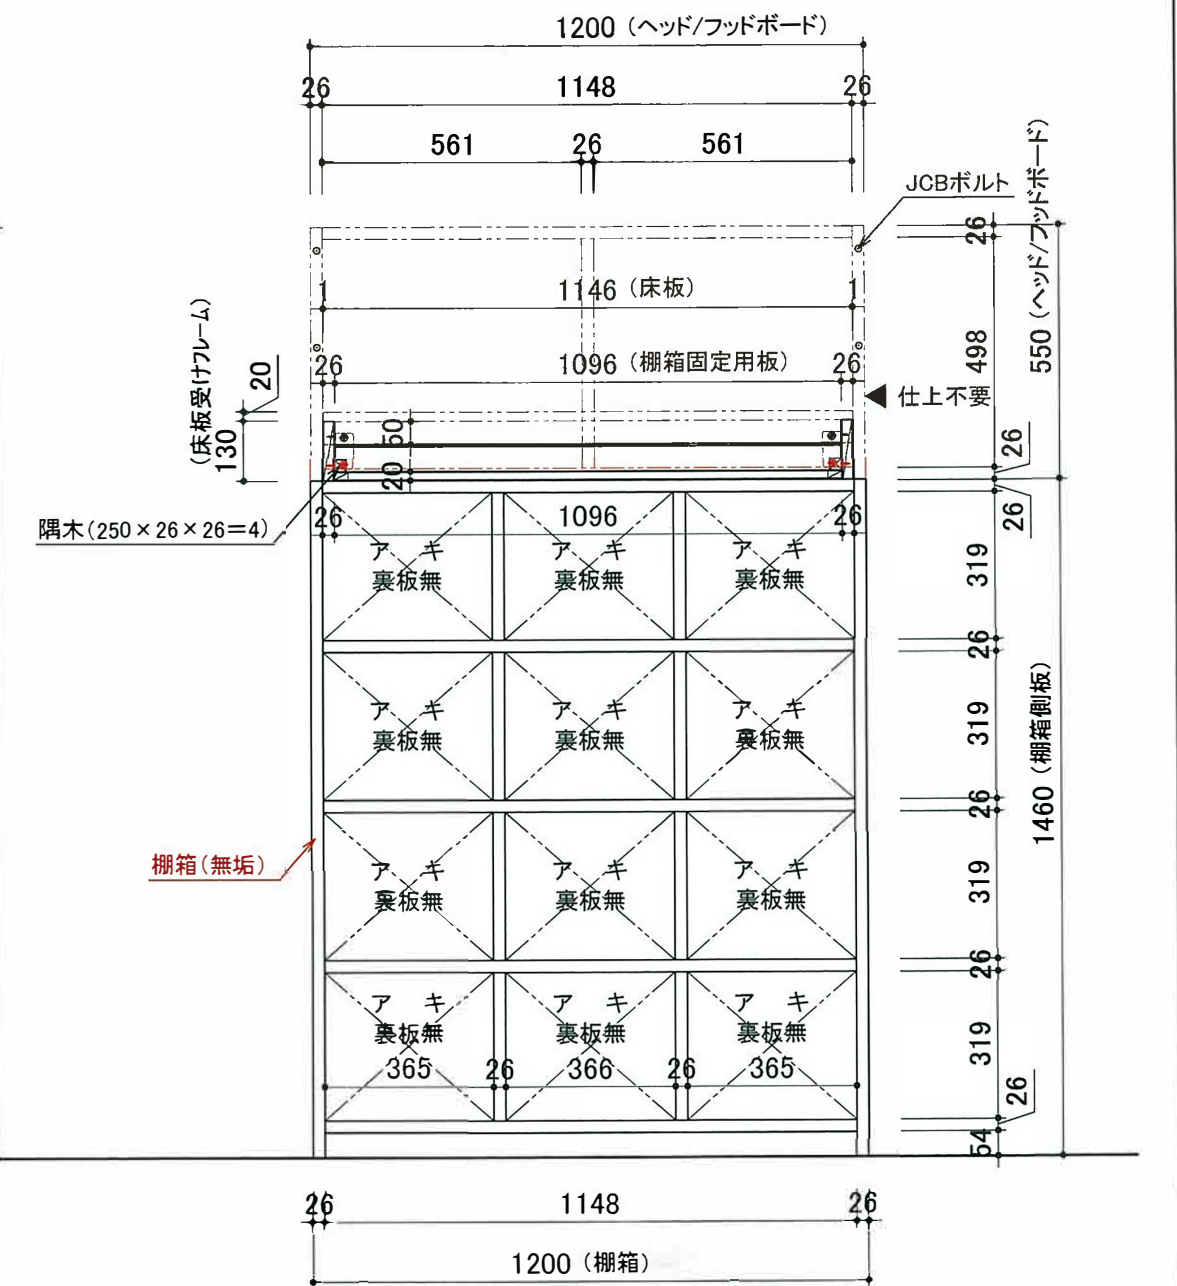 1200 (ヘッド/フッドボード)
26 1148 26
561 26 561
JCBボルト
26
550 (ヘッド/フッドボード)
1 1146 (床板) 1
498
26 1096 (棚箱固定用板) 26
仕上不要
(床板受けフレーム)
20
130
50
20
26
26
隅木(250×26×26=4)
26 1096 26
ア キ ア キ ア キ
裏板無 裏板無 裏板無
319
26
ア キ ア キ ア キ
裏板無 裏板無 裏板無
319
1460 (棚箱側板)
26
棚箱(無垢)
ア キ ア キ ア キ
裏板無 裏板無 裏板無
319
26
ア キ ア キ ア キ
裏板無 裏板無 裏板無
319
365 26 366 26 365
26
54
26 1148 26
1200 (棚箱)